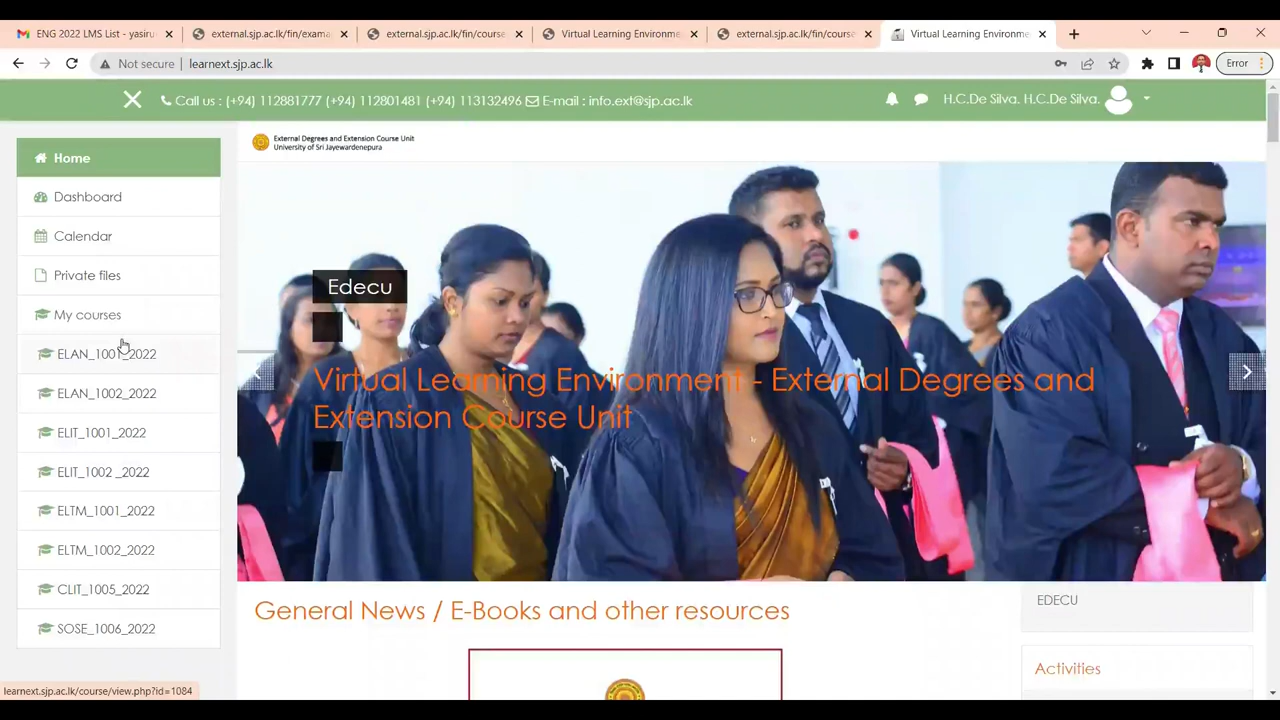 ENG 2022 LMS List - yasiru
external.sjp.ac.lk/fin/exama
external.sjp.ac.lk/fin/course
Virtual Learning Environme
external.sjp.ac.lk/fin/course
Virtual Learning Environme
Not secure | learnext.sjp.ac.lk
Error
Call us : (+94) 112881777 (+94) 112801481 (+94) 113132496 E-mail : info.ext@sjp.ac.lk
H.C.De Silva. H.C.De Silva.
External Degrees and Extension Course Unit
University of Sri Jayewardenepura
Home
Dashboard
Calendar
Private files
My courses
ELAN_1001_2022
ELAN_1002_2022
ELIT_1001_2022
ELIT_1002 _2022
ELTM_1001_2022
ELTM_1002_2022
CLIT_1005_2022
SOSE_1006_2022
Edecu
Virtual Learning Environment - External Degrees and
Extension Course Unit
General News / E-Books and other resources
EDECU
Activities
learnext.sjp.ac.lk/course/view.php?id=1084